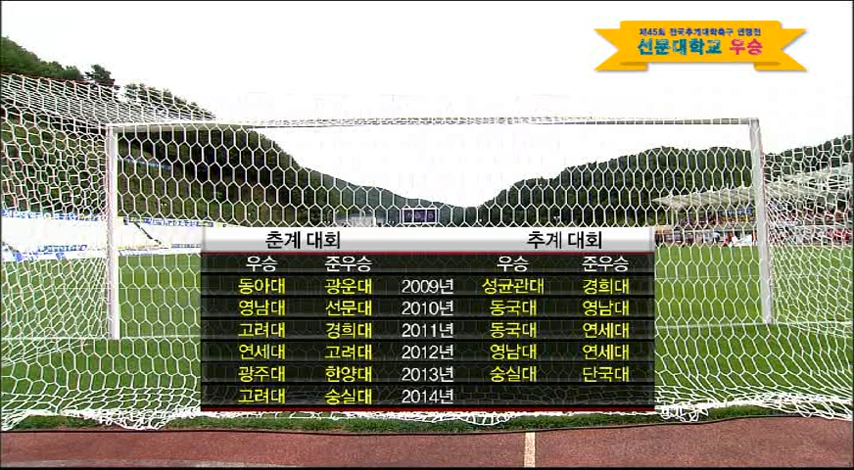 제45회 전국추계대학축구 연맹전
선문대학교 우승
춘계 대회 추계 대회
우승 준우승 우승 준우승
동아대 광운대 2009년 성균관대 경희대
영남대 선문대 2010년 동국대 영남대
고려대 경희대 2011년 동국대 연세대
연세대 고려대 2012년 영남대 연세대
광주대 한양대 2013년 숭실대 단국대
고려대 숭실대 2014년